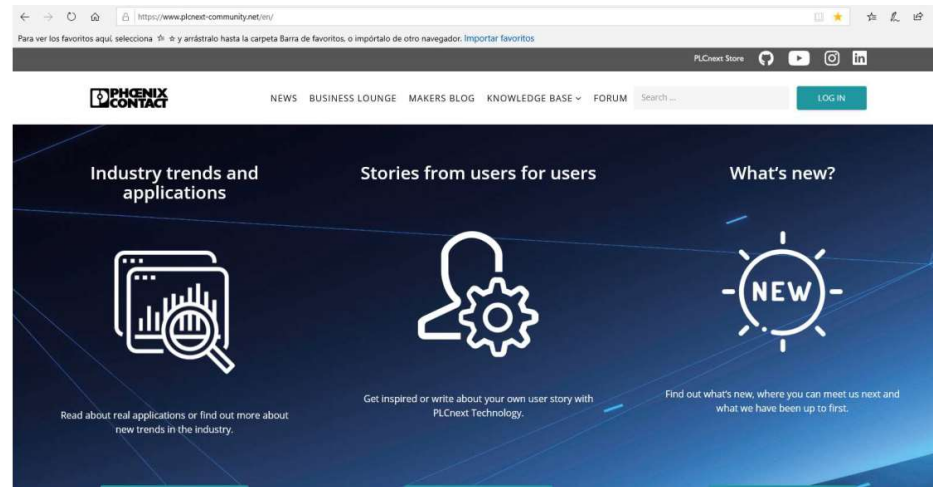 https://www.plcnext-community.net/en/
Para ver los favoritos aquí, selecciona y arrástralo hasta la carpeta Barra de favoritos, o impórtalo de otro navegador. Importar favoritos
PLCnext Store
in
PHŒNIX
CONTACT
NEWS BUSINESS LOUNGE MAKERS BLOG KNOWLEDGE BASE FORUM Search ... LOG IN
Industry trends and
applications
Read about real applications or find out more about
new trends in the industry.
Stories from users for users
Get inspired or write about your own user story with
PLCnext Technology.
What's new?
NEW
Find out what's new, where you can meet us next and
what we have been up to first.